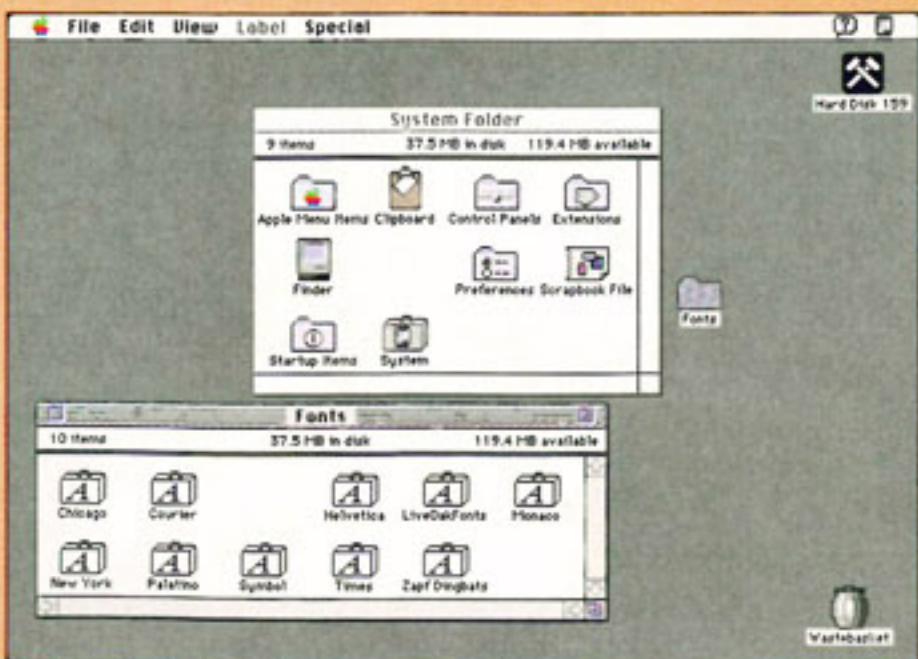 File Edit View Label Special
Hard Disk 159
System Folder
9 items 37.5 MB in disk 119.4 MB available
Apple Menu Items Clipboard Control Panels Extensions
Finder Preferences Scrapbook File
Fonts
Startup Items System
Fonts
10 items 37.5 MB in disk 119.4 MB available
Chicago Courier Helvetica LiveOakFonts Monaco
New York Palatino Symbol Times Zapf Dingbats
Wastebasket